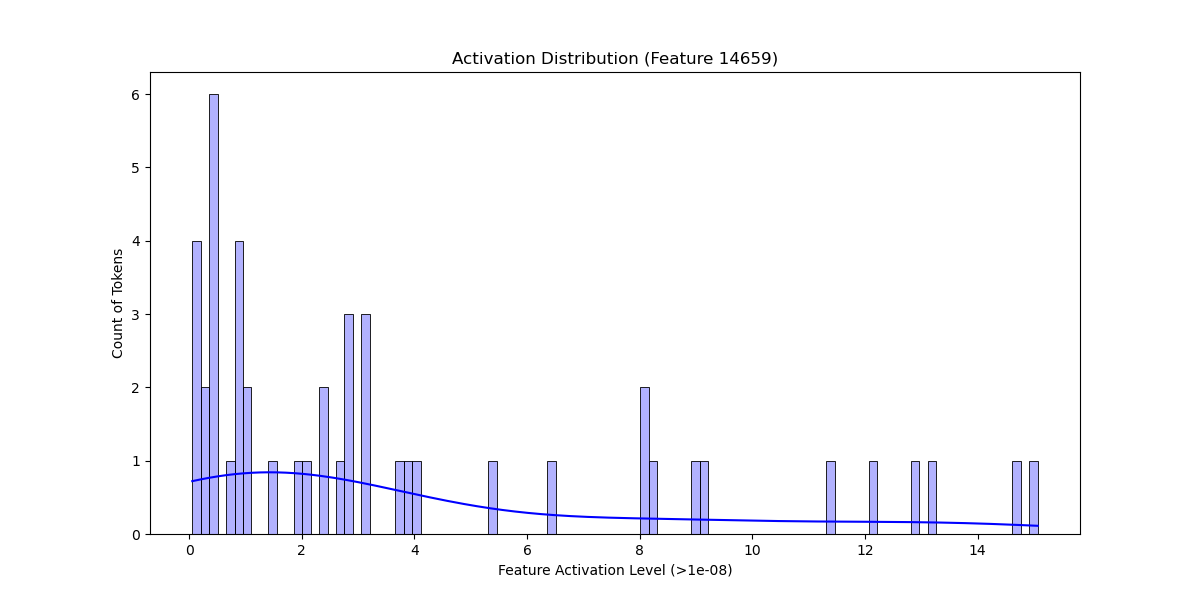 Activation Distribution (Feature 14659)
Count of Tokens
6
5
4
3
2
1
0
0 2 4 6 8 10 12 14
Feature Activation Level (>1e-08)